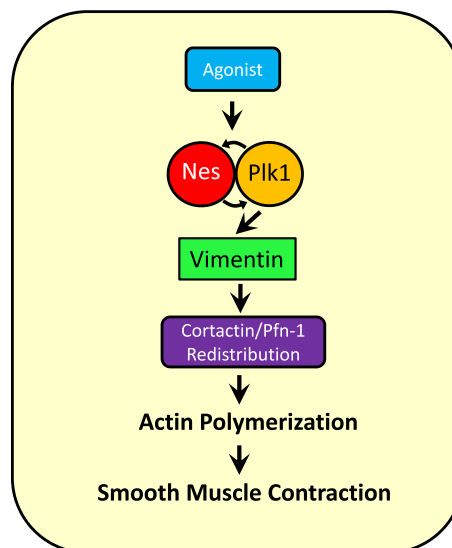 Agonist
Nes
Plk1
Vimentin
Cortactin/Pfn-1
Redistribution
Actin Polymerization
Smooth Muscle Contraction